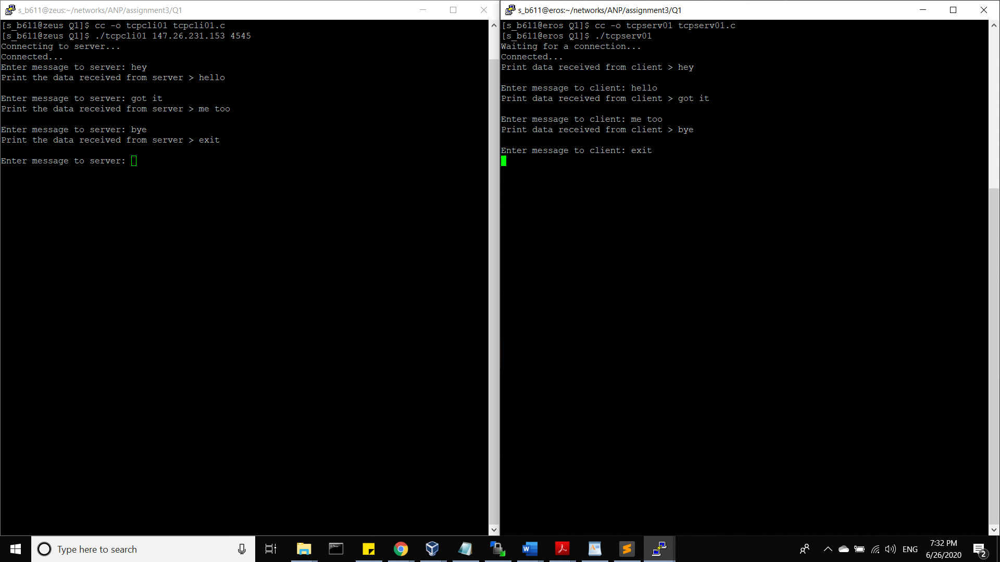 s_b611@zeus:~/networks/ANP/assignment3/Q1
[s_b611@zeus Q1]$ cc -o tcpcli01 tcpcli01.c
[s_b611@zeus Q1]$ ./tcpcli01 147.26.231.153 4545
Connecting to server...
Connected...
Enter message to server: hey
Print the data received from server > hello
Enter message to server: got it
Print the data received from server > me too
Enter message to server: bye
Print the data received from server > exit
Enter message to server:
s_b611@eros:~/networks/ANP/assignment3/Q1
[s_b611@eros Q1]$ cc -o tcpserv01 tcpserv01.c
[s_b611@eros Q1]$ ./tcpserv01
Waiting for a connection...
Connected...
Print data received from client > hey
Enter message to client: hello
Print data received from client > got it
Enter message to client: me too
Print data received from client > bye
Enter message to client: exit
Type here to search
ENG
7:32 PM
6/26/2020
2